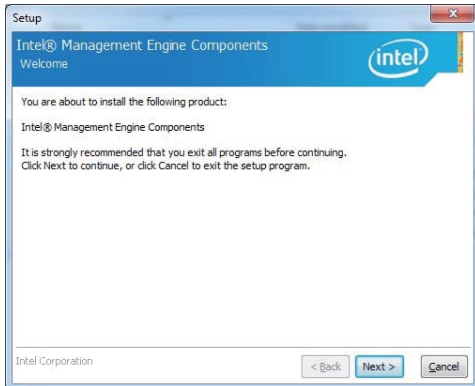 Setup
Intel® Management Engine Components
Welcome
intel
You are about to install the following product:
Intel® Management Engine Components
It is strongly recommended that you exit all programs before continuing.
Click Next to continue, or click Cancel to exit the setup program.
Intel Corporation
< Back
Next >
Cancel